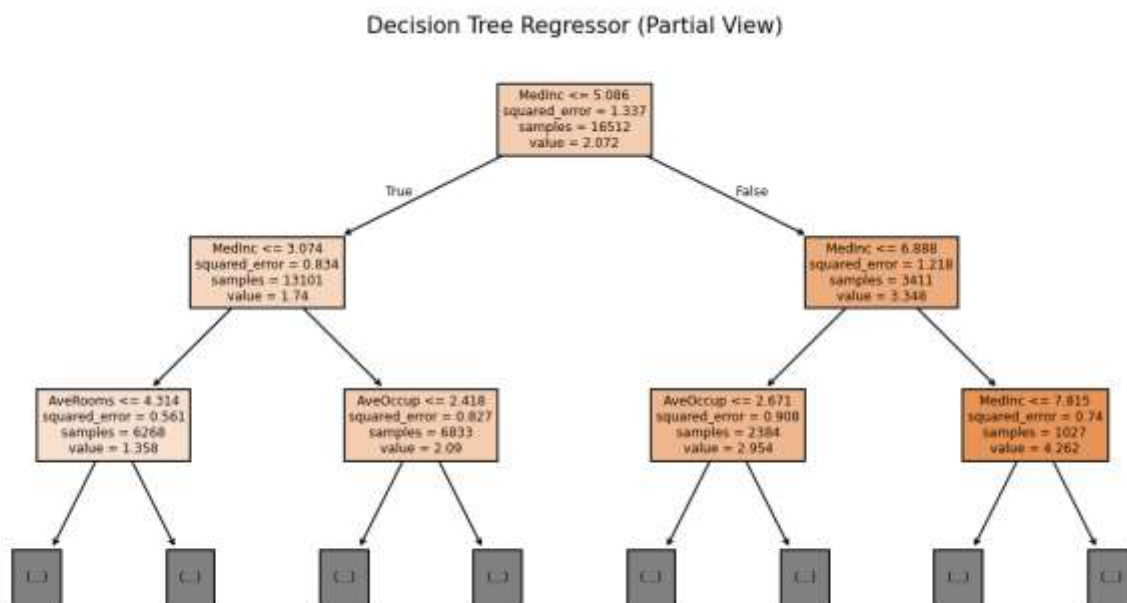 Decision Tree Regressor (Partial View)
MedInc <= 5.086
squared_error = 1.337
samples = 16512
value = 2.072
True
False
MedInc <= 3.074
squared_error = 0.834
samples = 13101
value = 1.74
MedInc <= 6.888
squared_error = 1.218
samples = 3411
value = 3.348
AveRooms <= 4.314
squared_error = 0.561
samples = 6268
value = 1.358
AveOccup <= 2.418
squared_error = 0.827
samples = 6833
value = 2.09
AveOccup <= 2.671
squared_error = 0.908
samples = 2384
value = 2.954
MedInc <= 7.815
squared_error = 0.74
samples = 1027
value = 4.262
(...)
(...)
(...)
(...)
(...)
(...)
(...)
(...)